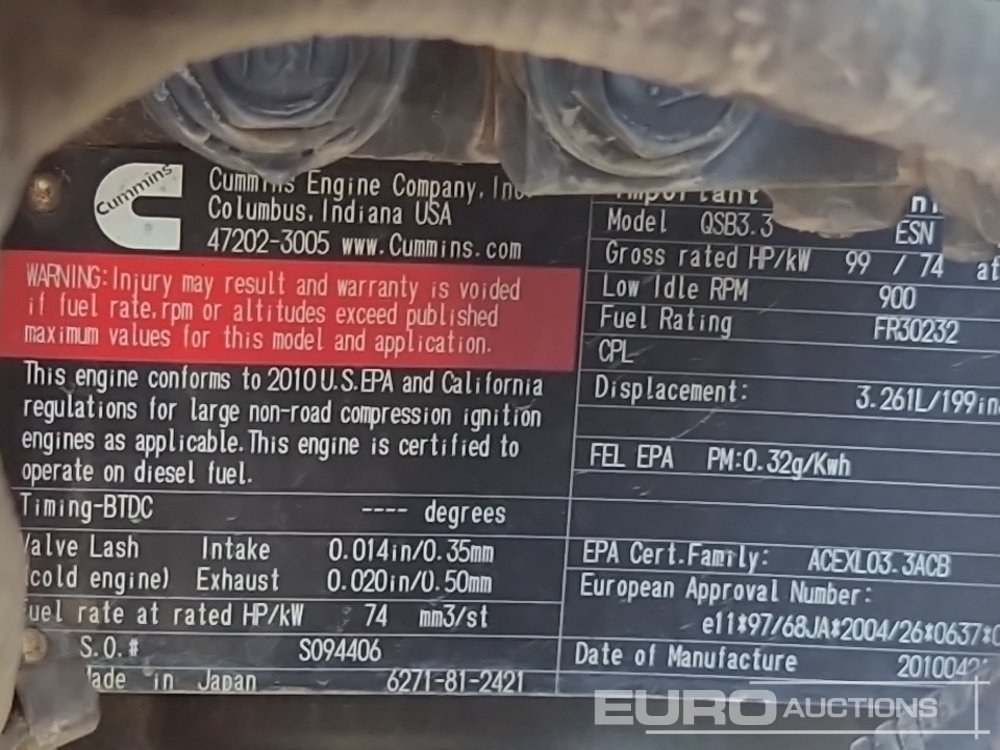 Cummins
Cummins Engine Company, Inc.
Columbus, Indiana USA
47202-3005 www.Cummins.com
WARNING: Injury may result and warranty is voided
if fuel rate, rpm or altitudes exceed published
maximum values for this model and application.
This engine conforms to 2010 U.S.EPA and California
regulations for large non-road compression ignition
engines as applicable. This engine is certified to
operate on diesel fuel.
Timing-BTDC ---- degrees
Valve Lash Intake 0.014in/0.35mm
(cold engine) Exhaust 0.020in/0.50mm
Fuel rate at rated HP/kW 74 mm3/st
S.O.# S094406
Made in Japan 6271-81-2421
Important
Model QSB3.3 ESN
Gross rated HP/kW 99 / 74
Low Idle RPM 900
Fuel Rating FR30232
CPL
Displacement: 3.261L/199in
FEL EPA PM:0.32g/Kwh
EPA Cert.Family: ACEXL03.3ACB
European Approval Number:
e11*97/68JA*2004/26*0637*
Date of Manufacture 2010042
EURO AUCTIONS